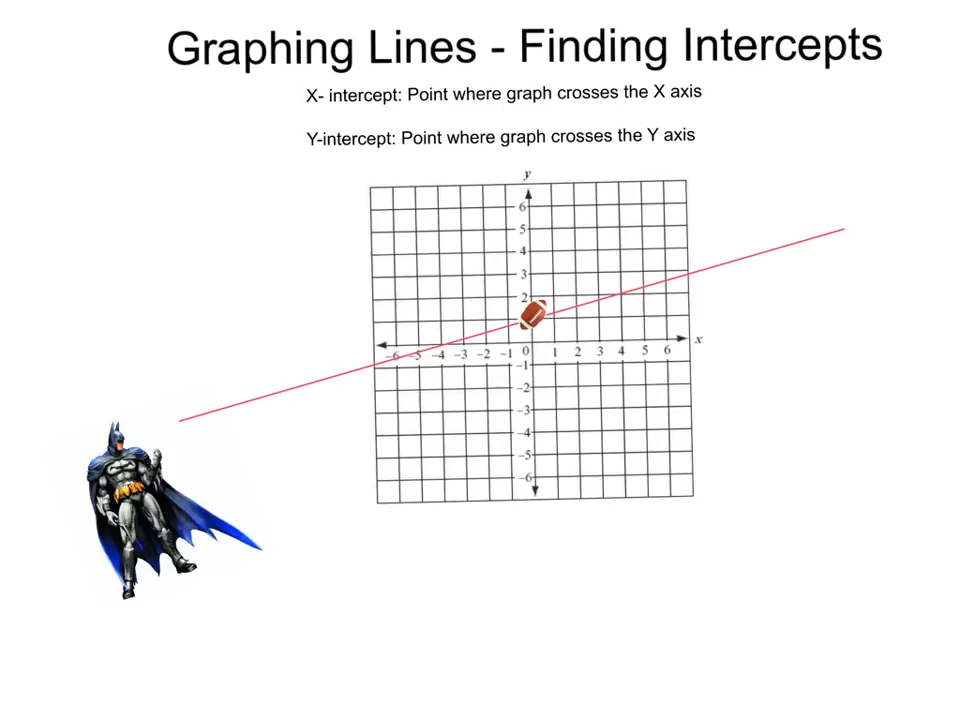 Graphing Lines - Finding Intercepts
X- intercept: Point where graph crosses the X axis
Y-intercept: Point where graph crosses the Y axis
y
6
5
4
3
2
x
-6 -5 -4 -3 -2 -1 0 1 2 3 4 5 6
-1
-2
-3
-4
-5
-6